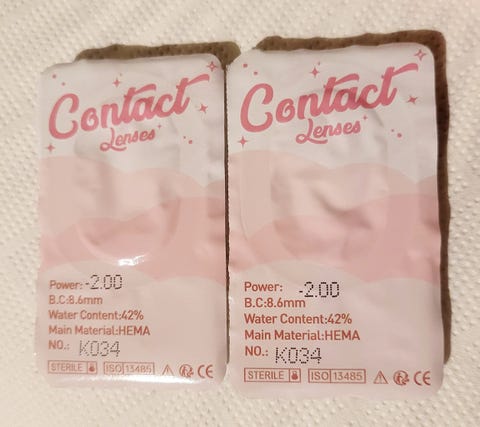 Contact
Lenses
Power: -2.00
B.C:8.6mm
Water Content:42%
Main Material:HEMA
NO.: K034
STERILE ISO 13485 CE
Contact
Lenses
Power: -2.00
B.C:8.6mm
Water Content:42%
Main Material:HEMA
NO.: K034
STERILE ISO 13485 CE